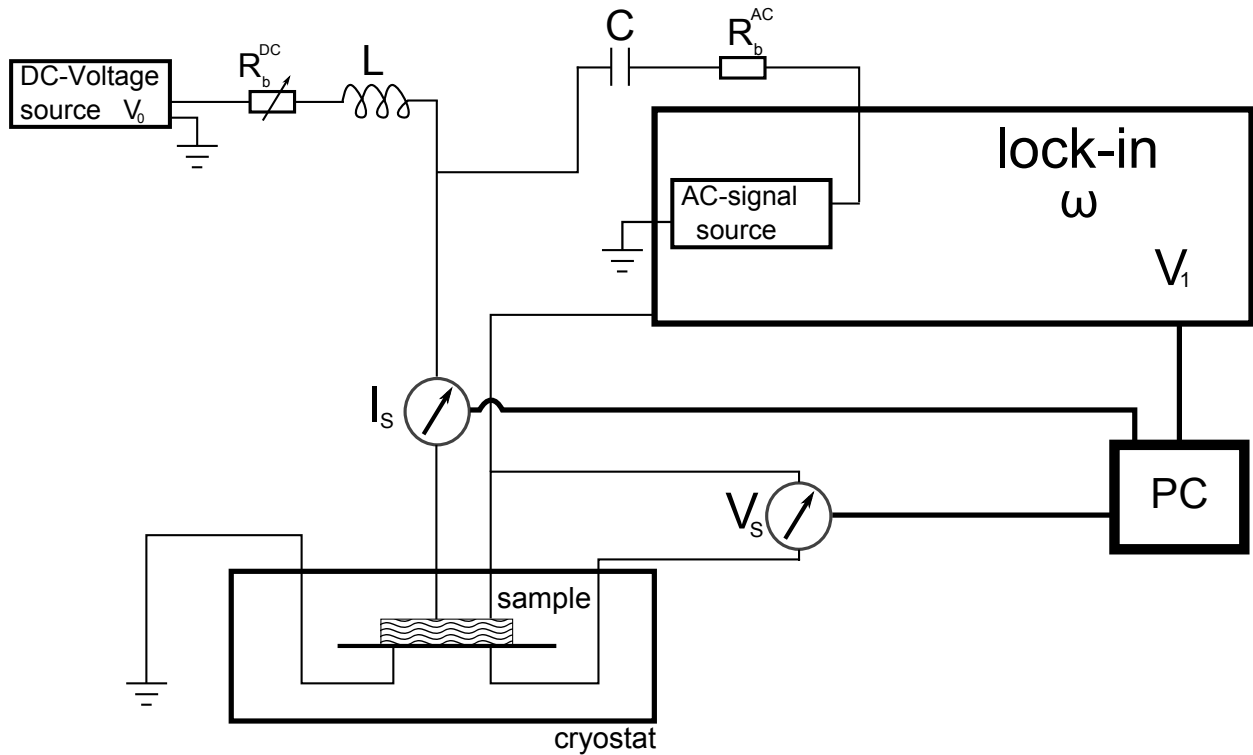 DC-Voltage
source V₀
R_b^DC
L
C
R_b^AC
lock-in
ω
AC-signal
source
V₁
I_S
V_S
PC
sample
cryostat